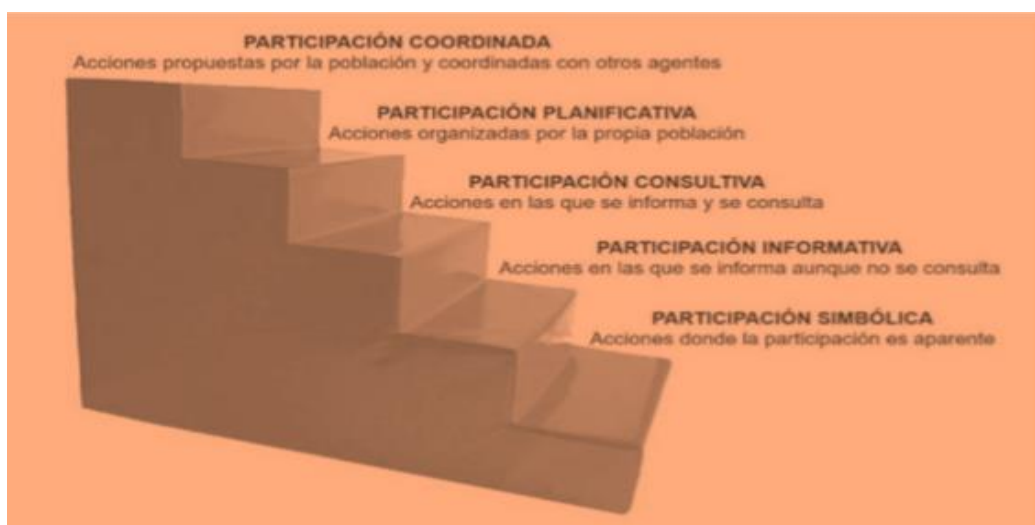 PARTICIPACIÓN COORDINADA
Acciones propuestas por la población y coordinadas con otros agentes
PARTICIPACIÓN PLANIFICATIVA
Acciones organizadas por la propia población
PARTICIPACIÓN CONSULTIVA
Acciones en las que se informa y se consulta
PARTICIPACIÓN INFORMATIVA
Acciones en las que se informa aunque no se consulta
PARTICIPACIÓN SIMBÓLICA
Acciones donde la participación es aparente